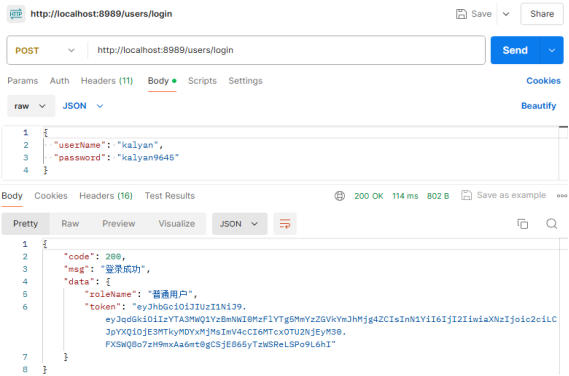 HTTP http://localhost:8989/users/login Save Share
POST http://localhost:8989/users/login Send
Params Auth Headers (11) Body Scripts Settings Cookies
raw JSON Beautify
1 {
2 "userName": "kalyan",
3 "password": "kalyan9645"
4 }
Body Cookies Headers (16) Test Results 200 OK 114 ms 802 B Save as example
Pretty Raw Preview Visualize JSON
1 {
2 "code": 200,
3 "msg": "登录成功",
4 "data": {
5 "roleName": "普通用户",
6 "token": "eyJhbGciOiJIUzI1NiJ9.
7 }
8 }